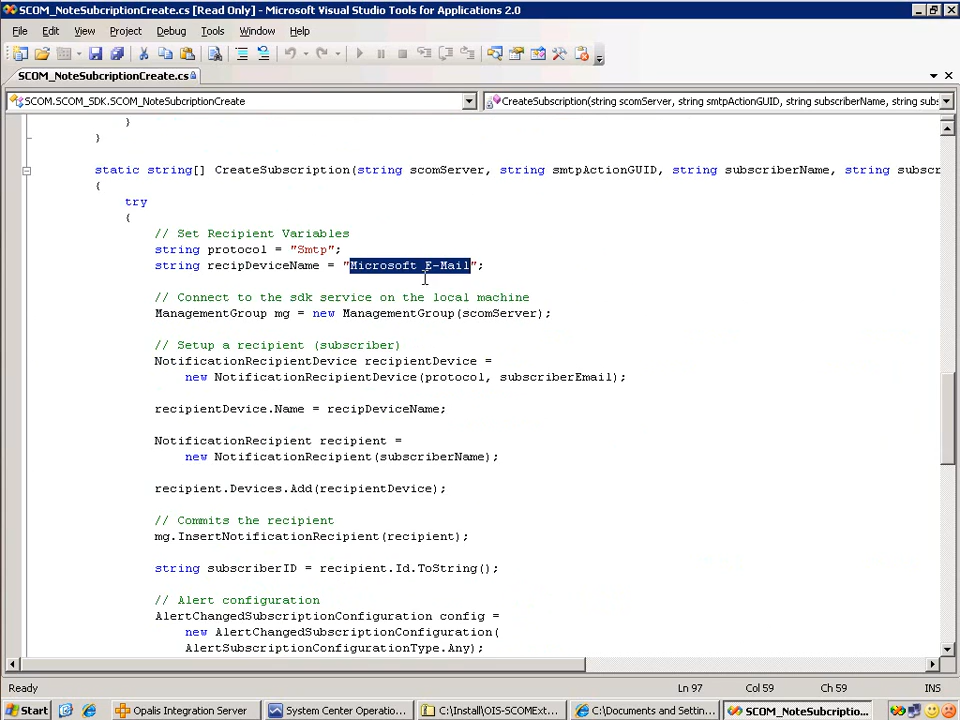 SCOM_NoteSubcriptionCreate.cs [Read Only] - Microsoft Visual Studio Tools for Applications 2.0
File Edit View Project Debug Tools Window Help
SCOM_NoteSubcriptionCreate.cs
SCOM.SCOM_SDK.SCOM_NoteSubcriptionCreate
CreateSubscription(string scomServer, string smtpActionGUID, string subscriberName, string subs
}
}
static string[] CreateSubscription(string scomServer, string smtpActionGUID, string subscriberName, string subscr
{
try
{
// Set Recipient Variables
string protocol = "Smtp";
string recipDeviceName = "Microsoft E-Mail";
// Connect to the sdk service on the local machine
ManagementGroup mg = new ManagementGroup(scomServer);
// Setup a recipient (subscriber)
NotificationRecipientDevice recipientDevice =
new NotificationRecipientDevice(protocol, subscriberEmail);
recipientDevice.Name = recipDeviceName;
NotificationRecipient recipient =
new NotificationRecipient(subscriberName);
recipient.Devices.Add(recipientDevice);
// Commits the recipient
mg.InsertNotificationRecipient(recipient);
string subscriberID = recipient.Id.ToString();
// Alert configuration
AlertChangedSubscriptionConfiguration config =
new AlertChangedSubscriptionConfiguration(
AlertSubscriptionConfigurationType.Any);
Ready Ln 97 Col 59 Ch 59 INS
Start Opalis Integration Server System Center Operatio... C:\Install\OIS-SCOMExt... C:\Documents and Settin... SCOM_NoteSubcriptio...